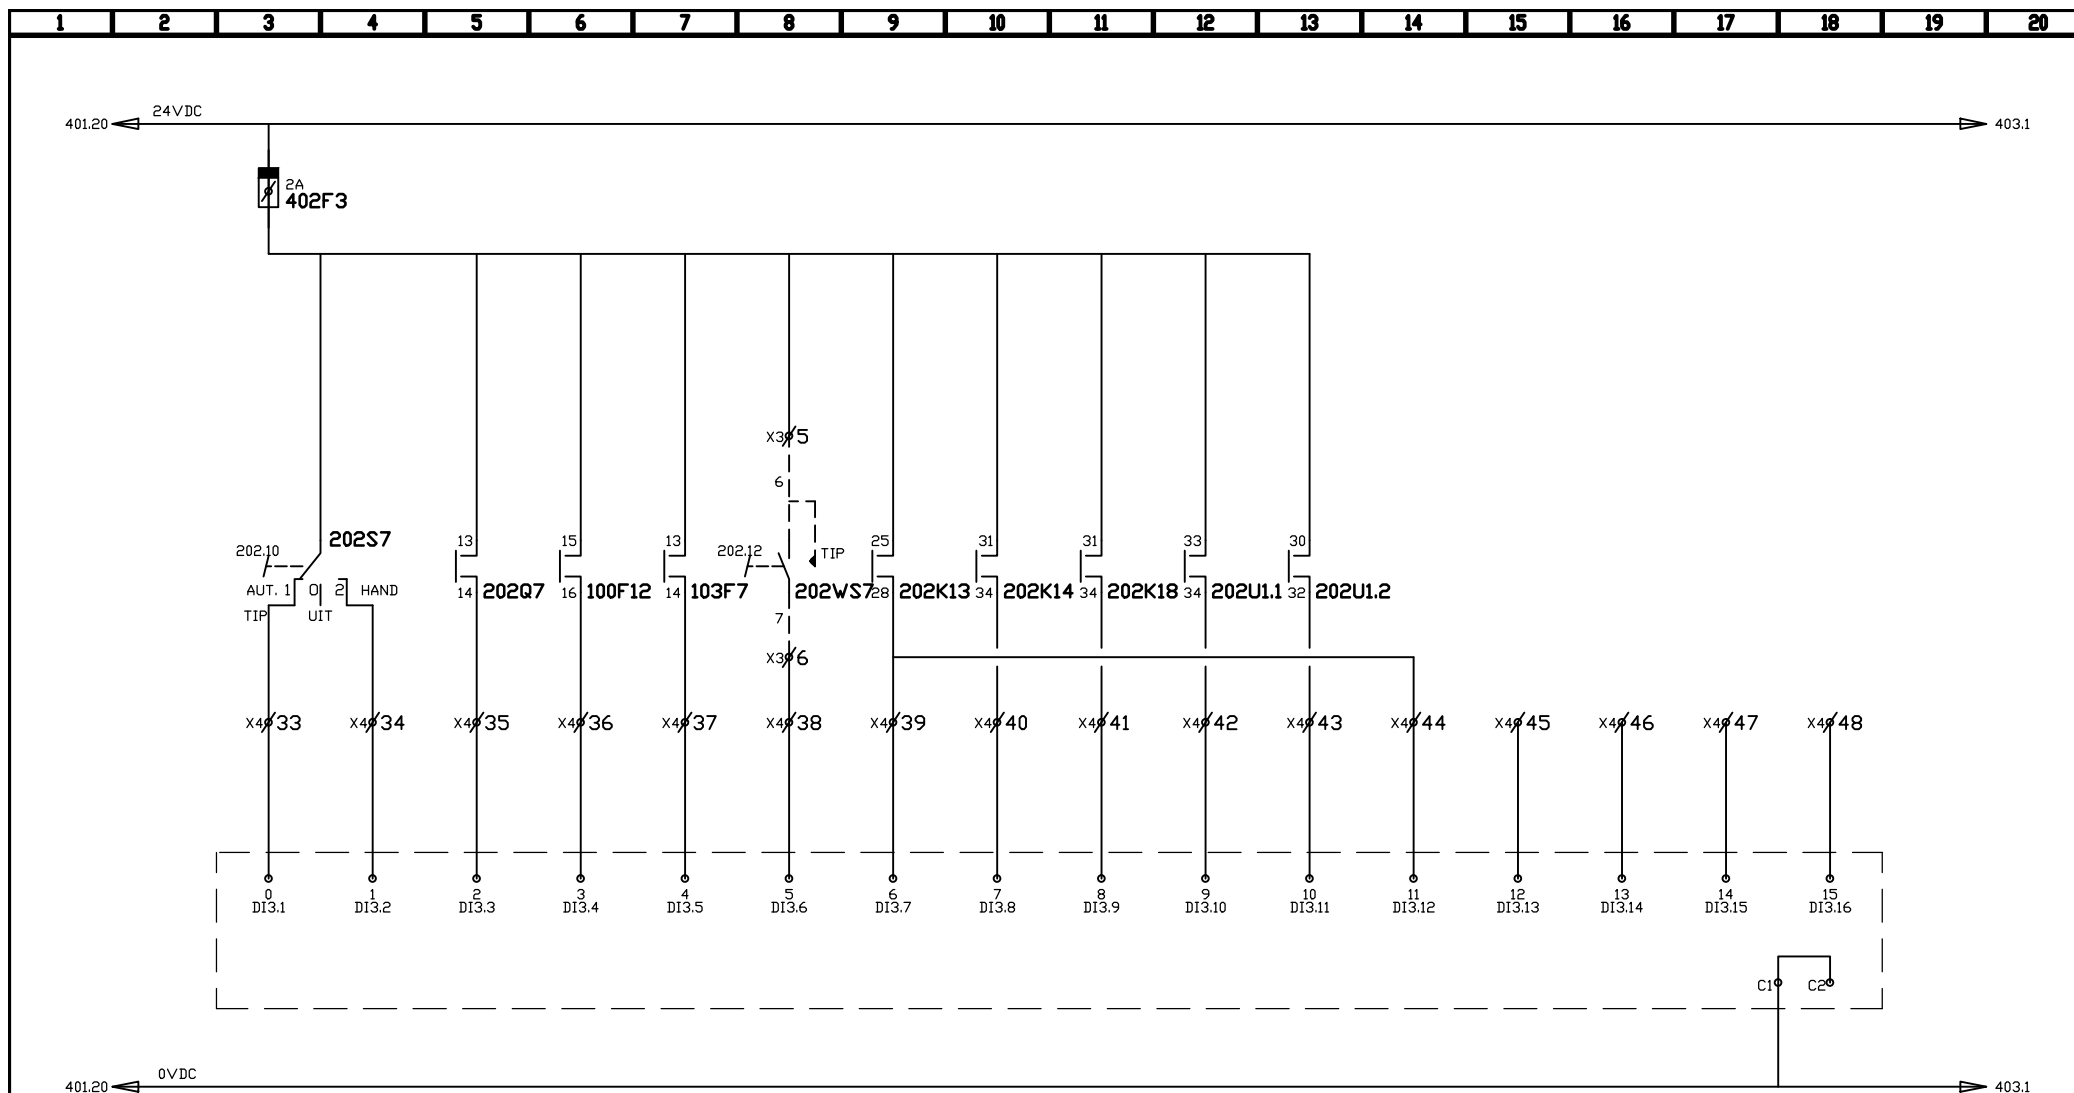 1 2 3 4 5 6 7 8 9 10 11 12 13 14 15 16 17 18 19 20
24VDC
401.20 403.1
2A
402F3
X3 5
6
202S7 13 15 13 25 31 31 33 30
202.10 202.12 TIP
AUT. 1 0 2 HAND 14 202Q7 16 100F12 14 103F7 202WS7 28 202K13 34 202K14 34 202K18 34 202U1.1 32 202U1.2
TIP UIT 7
X3 6
X4 33 X4 34 X4 35 X4 36 X4 37 X4 38 X4 39 X4 40 X4 41 X4 42 X4 43 X4 44 X4 45 X4 46 X4 47 X4 48
0 1 2 3 4 5 6 7 8 9 10 11 12 13 14 15
DI3.1 DI3.2 DI3.3 DI3.4 DI3.5 DI3.6 DI3.7 DI3.8 DI3.9 DI3.10 DI3.11 DI3.12 DI3.13 DI3.14 DI3.15 DI3.16
C1 C2
0VDC
401.20 403.1